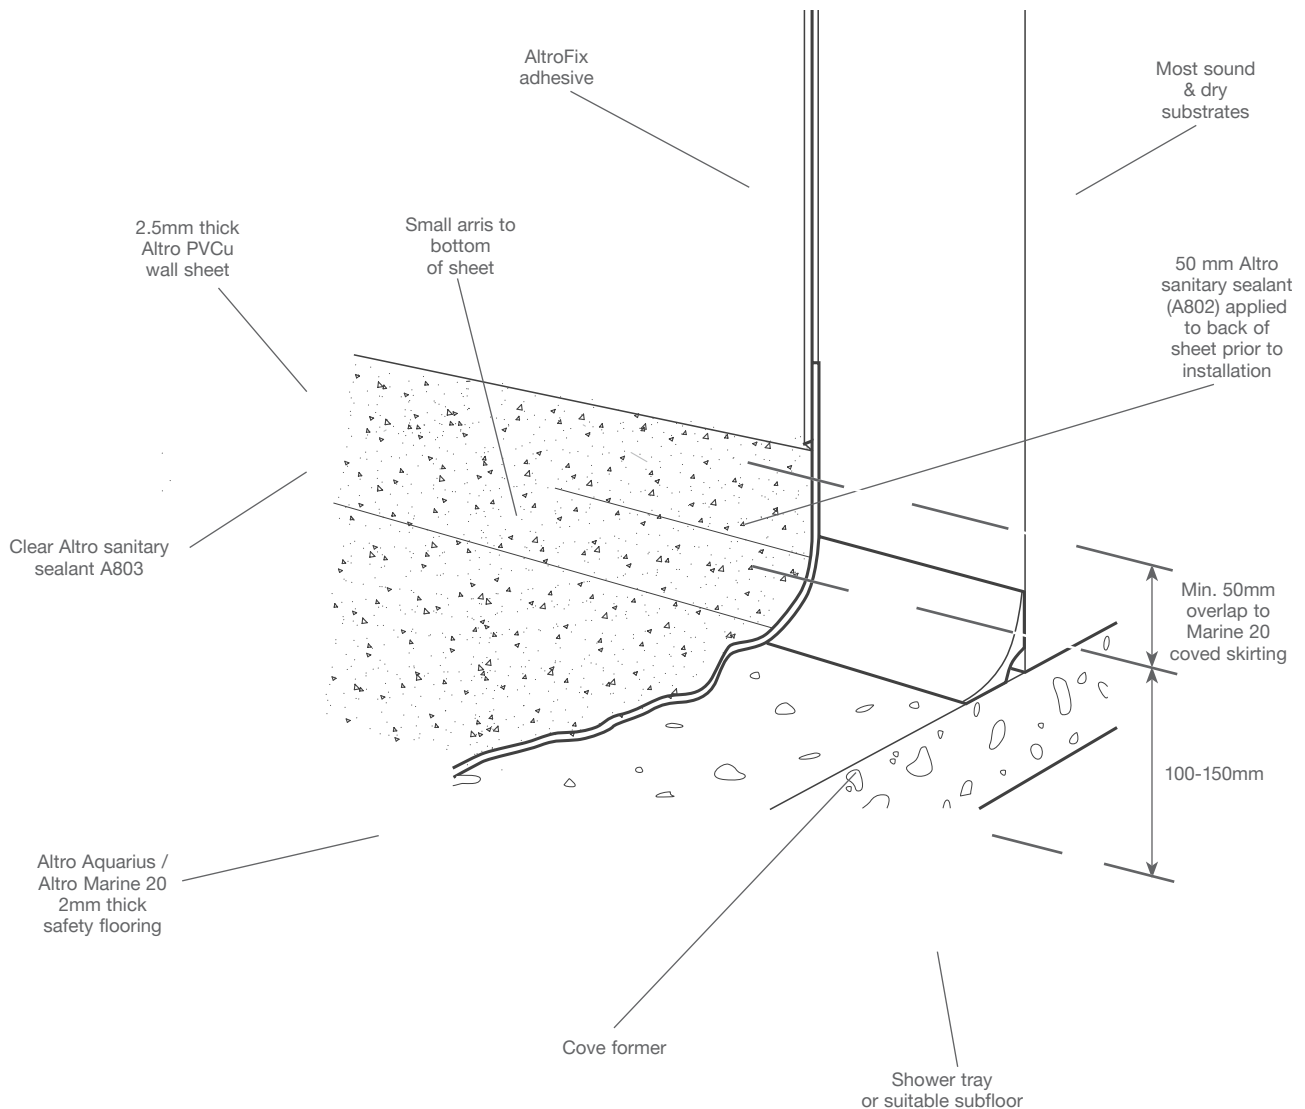 AltroFix
adhesive
Most sound
& dry
substrates
2.5mm thick
Altro PVCu
wall sheet
Small arris to
bottom
of sheet
50 mm Altro
sanitary sealant
(A802) applied
to back of
sheet prior to
installation
Clear Altro sanitary
sealant A803
Min. 50mm
overlap to
Marine 20
coved skirting
100-150mm
Altro Aquarius /
Altro Marine 20
2mm thick
safety flooring
Cove former
Shower tray
or suitable subfloor